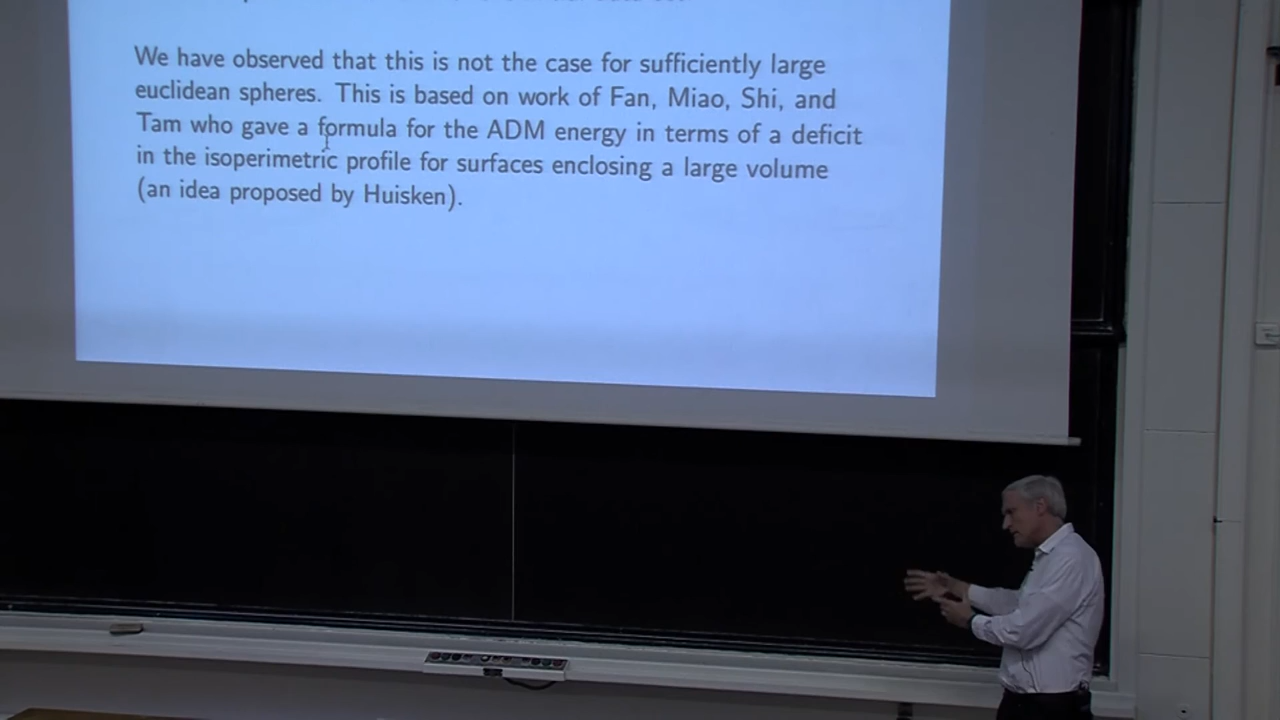 We have observed that this is not the case for sufficiently large
euclidean spheres. This is based on work of Fan, Miao, Shi, and
Tam who gave a formula for the ADM energy in terms of a deficit
in the isoperimetric profile for surfaces enclosing a large volume
(an idea proposed by Huisken).